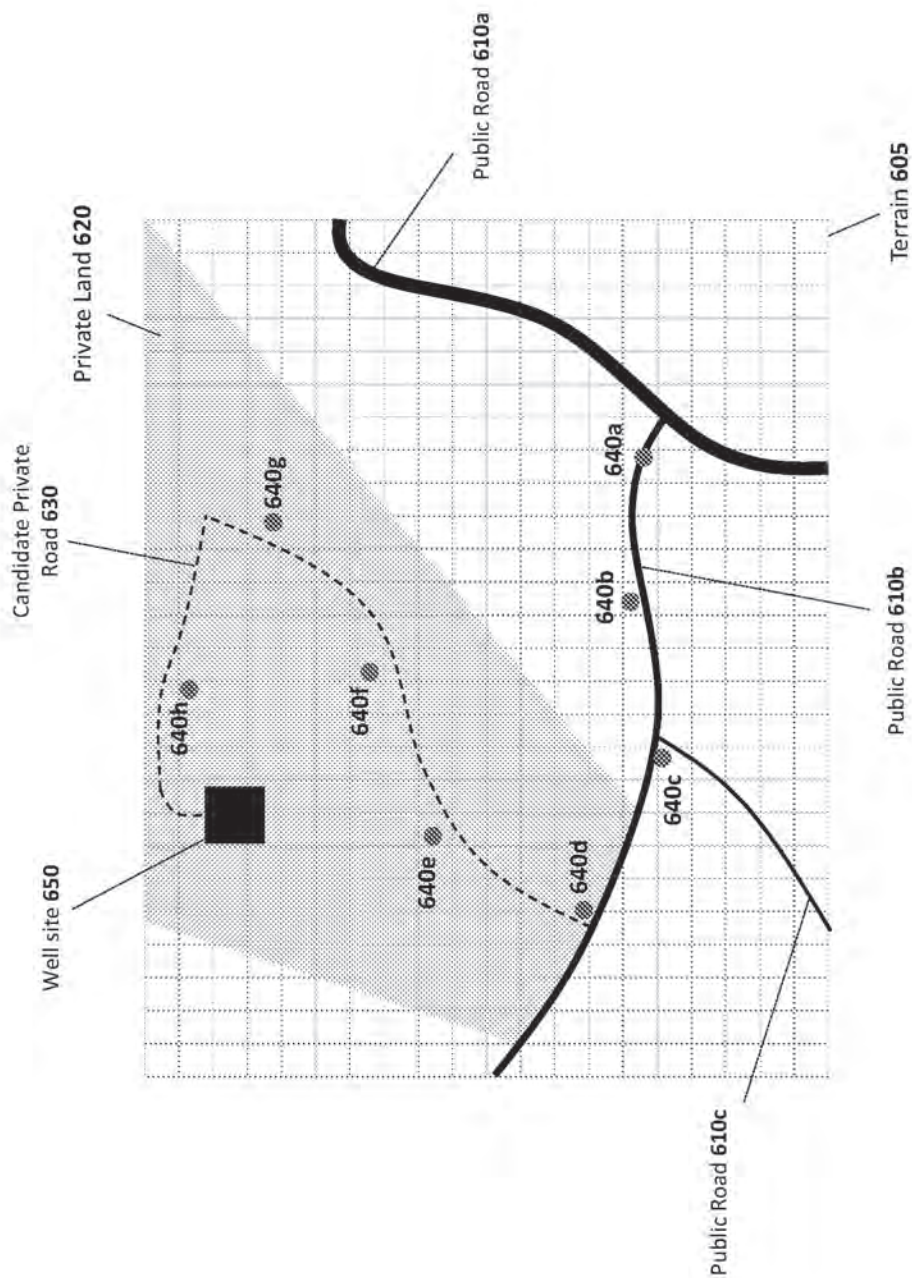 Candidate Private
Road 630
Private Land 620
Well site 650
Public Road 610a
640g
640h
640f
640e
640d
640a
640b
640c
Terrain 605
Public Road 610b
Public Road 610c